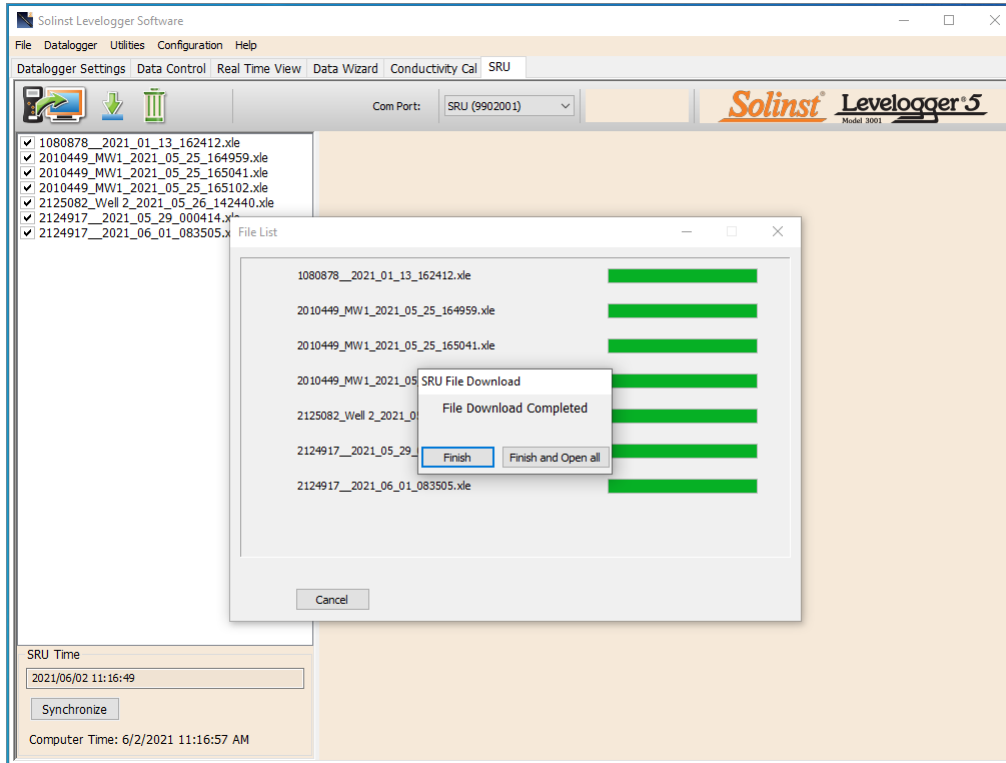 Solinst Levelogger Software
File Datalogger Utilities Configuration Help
Datalogger Settings Data Control Real Time View Data Wizard Conductivity Cal SRU
Com Port: SRU (9902001)
Solinst® Levelogger® 5
Model 3001
1080878__2021_01_13_162412.xle
2010449_MW1_2021_05_25_164959.xle
2010449_MW1_2021_05_25_165041.xle
2010449_MW1_2021_05_25_165102.xle
2125082_Well 2_2021_05_26_142440.xle
2124917__2021_05_29_000414.xle
2124917__2021_06_01_083505.x
File List
1080878__2021_01_13_162412.xle
2010449_MW1_2021_05_25_164959.xle
2010449_MW1_2021_05_25_165041.xle
2010449_MW1_2021_05
2125082_Well 2_2021_0
2124917__2021_05_29_
2124917__2021_06_01_083505.xle
SRU File Download
File Download Completed
Finish Finish and Open all
Cancel
SRU Time
2021/06/02 11:16:49
Synchronize
Computer Time: 6/2/2021 11:16:57 AM